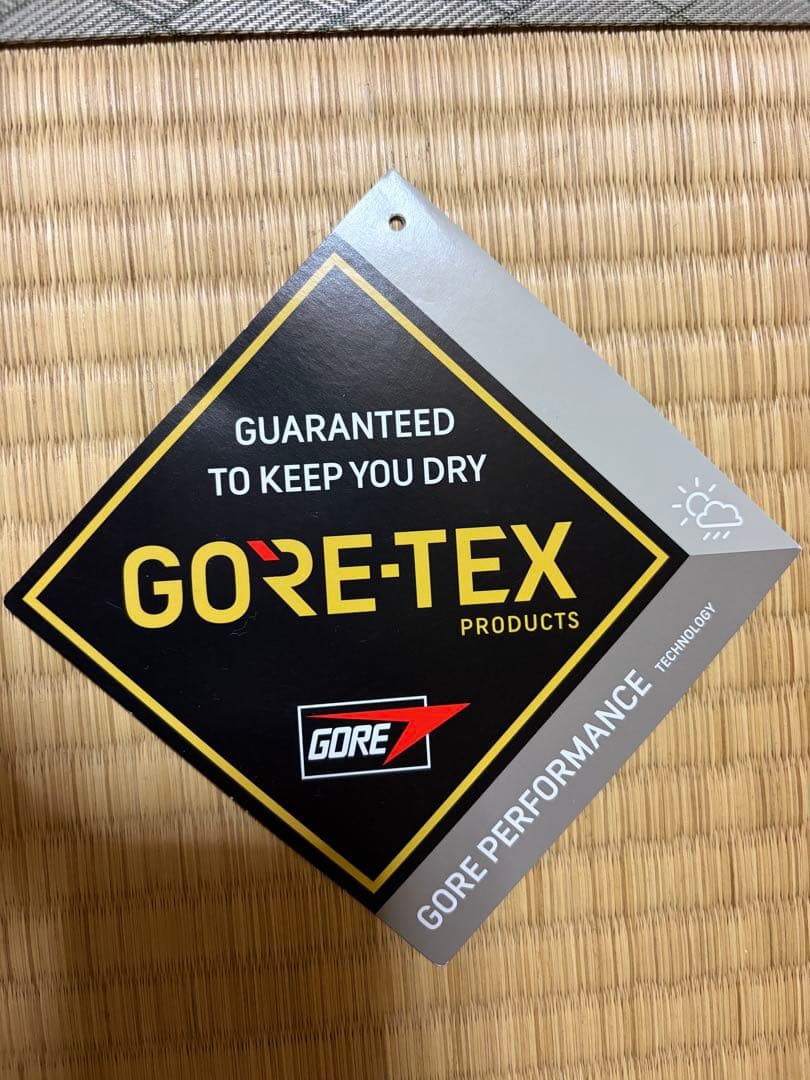 GUARANTEED
TO KEEP YOU DRY
GORE-TEX
PRODUCTS
GORE
GORE PERFORMANCE TECHNOLOGY